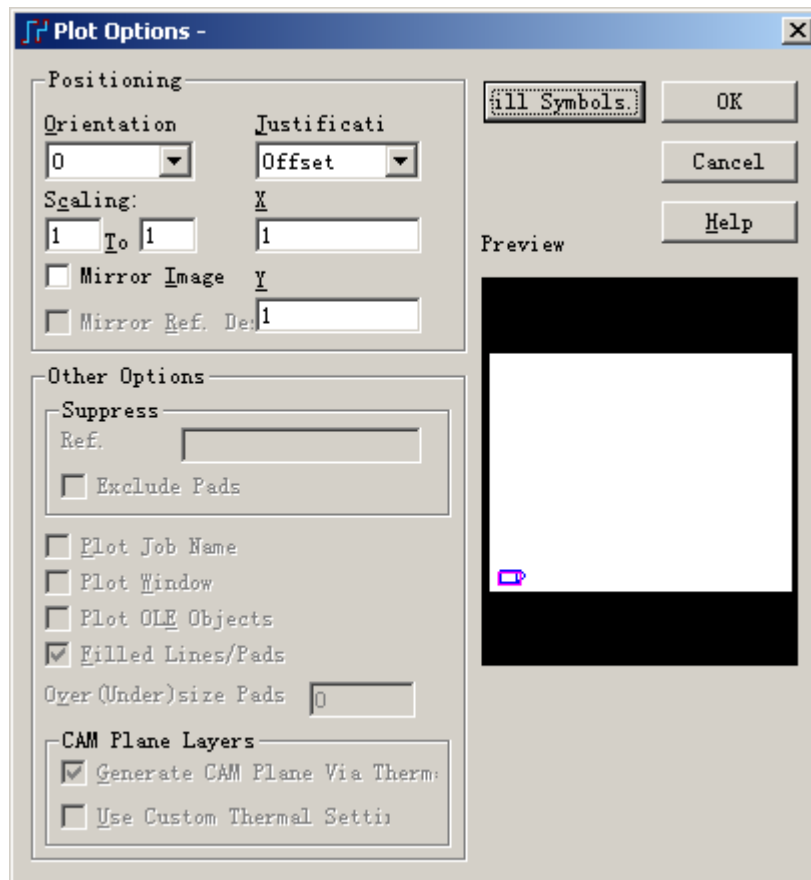 Plot Options -
Positioning
Orientation
Justificati
0
Offset
Scaling:
X
1 To 1
1
Mirror Image
Y
Mirror Ref. De
1
Other Options
Suppress
Ref.
Exclude Pads
Plot Job Name
Plot Window
Plot OLE Objects
Filled Lines/Pads
Over(Under)size Pads 0
CAM Plane Layers
Generate CAM Plane Via Therm
Use Custom Thermal Setti
ill Symbols.
OK
Cancel
Help
Preview